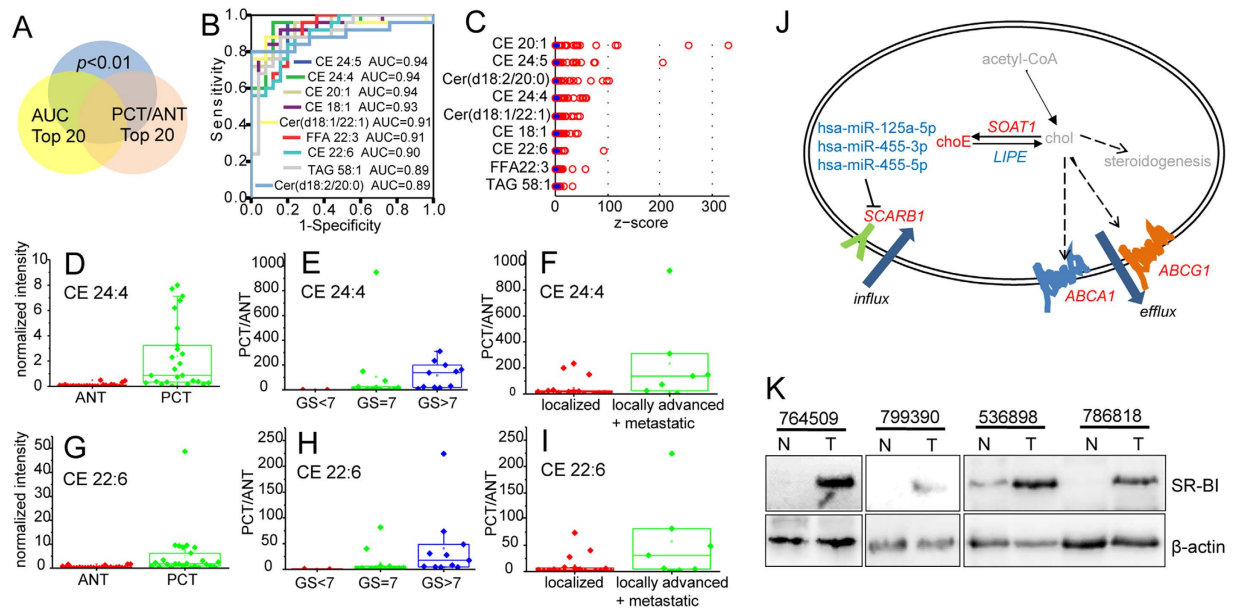 A
p<0.01
AUC
Top 20
PCT/ANT
Top 20
B
Sensitivity
1.0
0.8
0.6
0.4
0.2
0.0
CE 24:5 AUC=0.94
CE 24:4 AUC=0.94
CE 20:1 AUC=0.94
CE 18:1 AUC=0.93
Cer(d18:1/22:1) AUC=0.91
FFA 22:3 AUC=0.91
CE 22:6 AUC=0.90
TAG 58:1 AUC=0.89
Cer(d18:2/20:0) AUC=0.89
0.0 0.2 0.4 0.6 0.8 1.0
1-Specificity
C
CE 20:1
CE 24:5
Cer(d18:2/20:0)
CE 24:4
Cer(d18:1/22:1)
CE 18:1
CE 22:6
FFA22:3
TAG 58:1
0 100 200 300
z-score
J
acetyl-CoA
hsa-miR-125a-5p
hsa-miR-455-3p
hsa-miR-455-5p
choE
SOAT1
LIPE
chol
steroidogenesis
SCARB1
influx
ABCA1
ABCG1
efflux
D
CE 24:4
normalized intensity
10
8
6
4
2
0
ANT PCT
E
CE 24:4
PCT/ANT
1000
800
600
400
200
0
GS<7 GS=7 GS>7
F
CE 24:4
PCT/ANT
1000
800
600
400
200
0
localized locally advanced
+ metastatic
G
CE 22:6
normalized intensity
50
40
30
20
10
0
ANT PCT
H
CE 22:6
PCT/ANT
250
200
150
100
50
0
GS<7 GS=7 GS>7
I
CE 22:6
PCT/ANT
250
200
150
100
50
0
localized locally advanced
+ metastatic
K
764509 799390 536898 786818
N T N T N T N T
SR-BI
β-actin